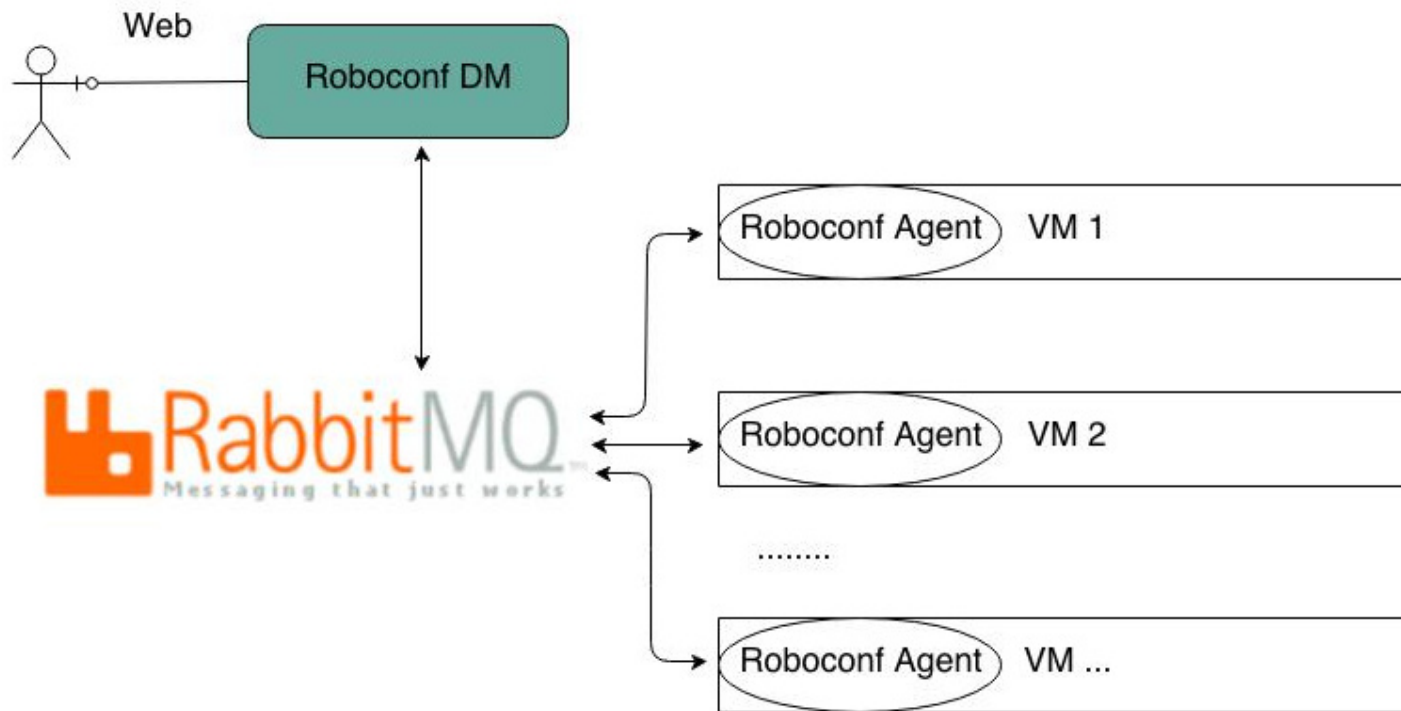 Web
Roboconf DM
Roboconf Agent VM 1
RabbitMQ
Messaging that just works
Roboconf Agent VM 2
........
Roboconf Agent VM ...